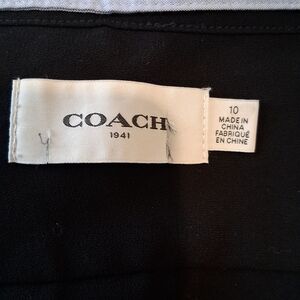 COACH
1941
10
MADE IN
CHINA
FABRIQUÉ
EN CHINE